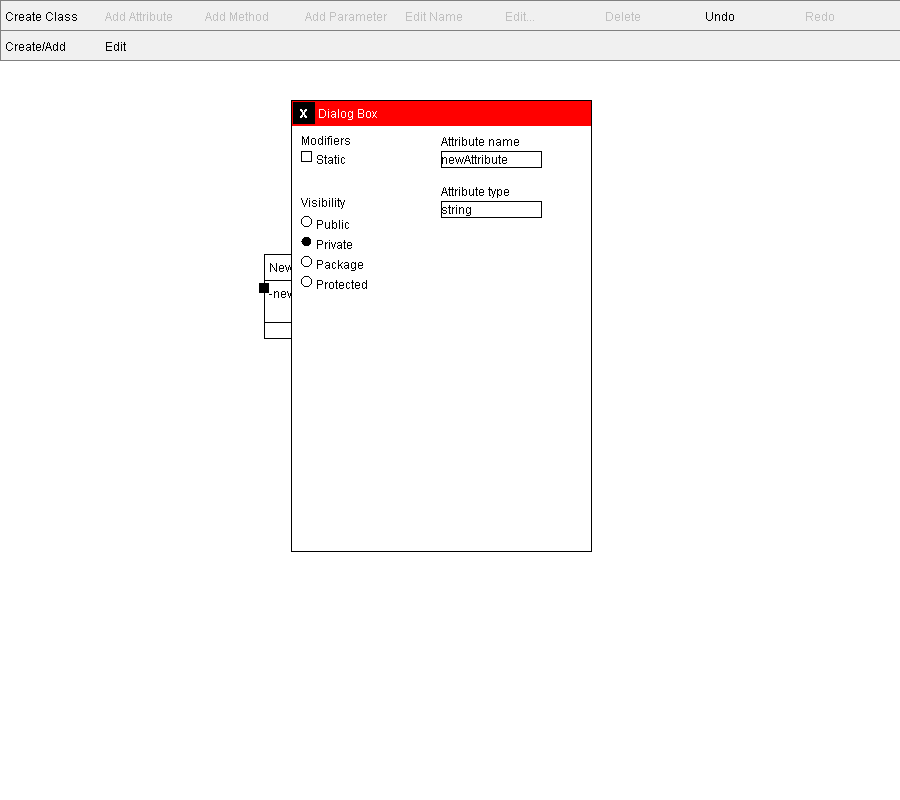 Create Class Add Attribute Add Method Add Parameter Edit Name Edit... Delete Undo Redo
Create/Add Edit
X Dialog Box
Modifiers
Static
Visibility
Public
Private
Package
Protected
Attribute name
newAttribute
Attribute type
string
New
-new